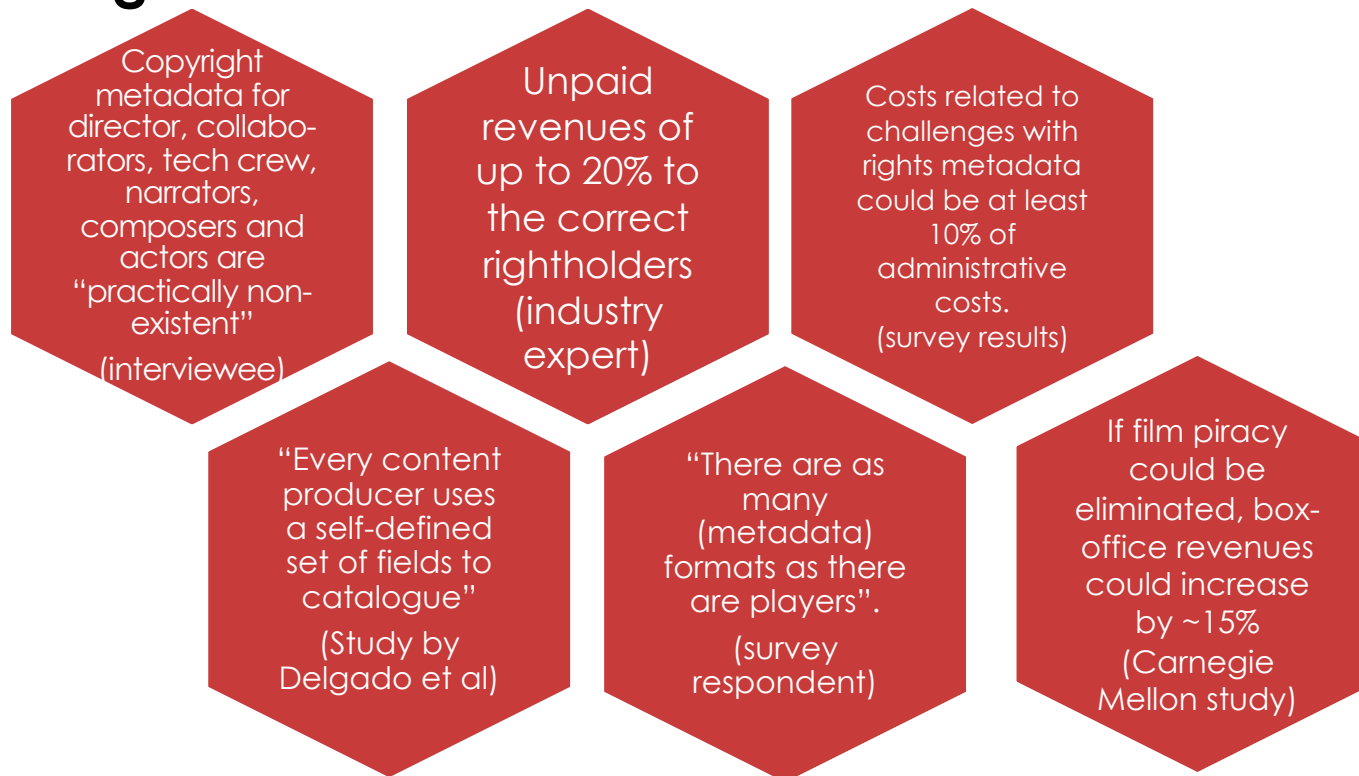 Copyright
metadata for
director, collabo-
rators, tech crew,
narrators,
composers and
actors are
“practically non-
existent”
(interviewee)
Unpaid
revenues of
up to 20% to
the correct
rightholders
(industry
expert)
Costs related to
challenges with
rights metadata
could be at least
10% of
administrative
costs.
(survey results)
“Every content
producer uses
a self-defined
set of fields to
catalogue”
(Study by
Delgado et al)
“There are as
many
(metadata)
formats as there
are players”.
(survey
respondent)
If film piracy
could be
eliminated, box-
office revenues
could increase
by ~15%
(Carnegie
Mellon study)